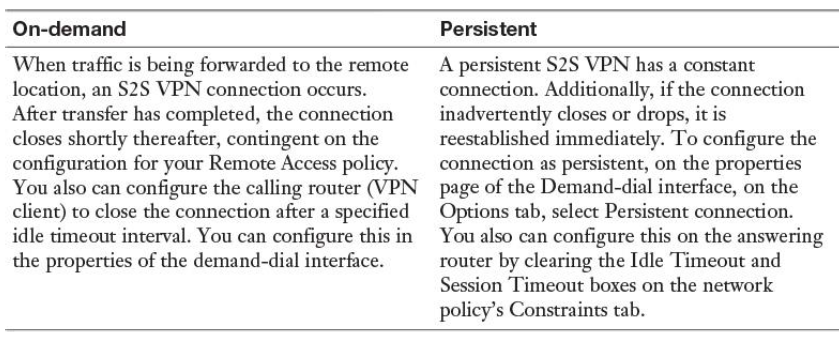 On-demand
When traffic is being forwarded to the remote
location, an S2S VPN connection occurs.
After transfer has completed, the connection
closes shortly thereafter, contingent on the
configuration for your Remote Access policy.
You also can configure the calling router (VPN
client) to close the connection after a specified
idle timeout interval. You can configure this in
the properties of the demand-dial interface.
Persistent
A persistent S2S VPN has a constant
connection. Additionally, if the connection
inadvertently closes or drops, it is
reestablished immediately. To configure the
connection as persistent, on the properties
page of the Demand-dial interface, on the
Options tab, select Persistent connection.
You also can configure this on the answering
router by clearing the Idle Timeout and
Session Timeout boxes on the network
policy’s Constraints tab.